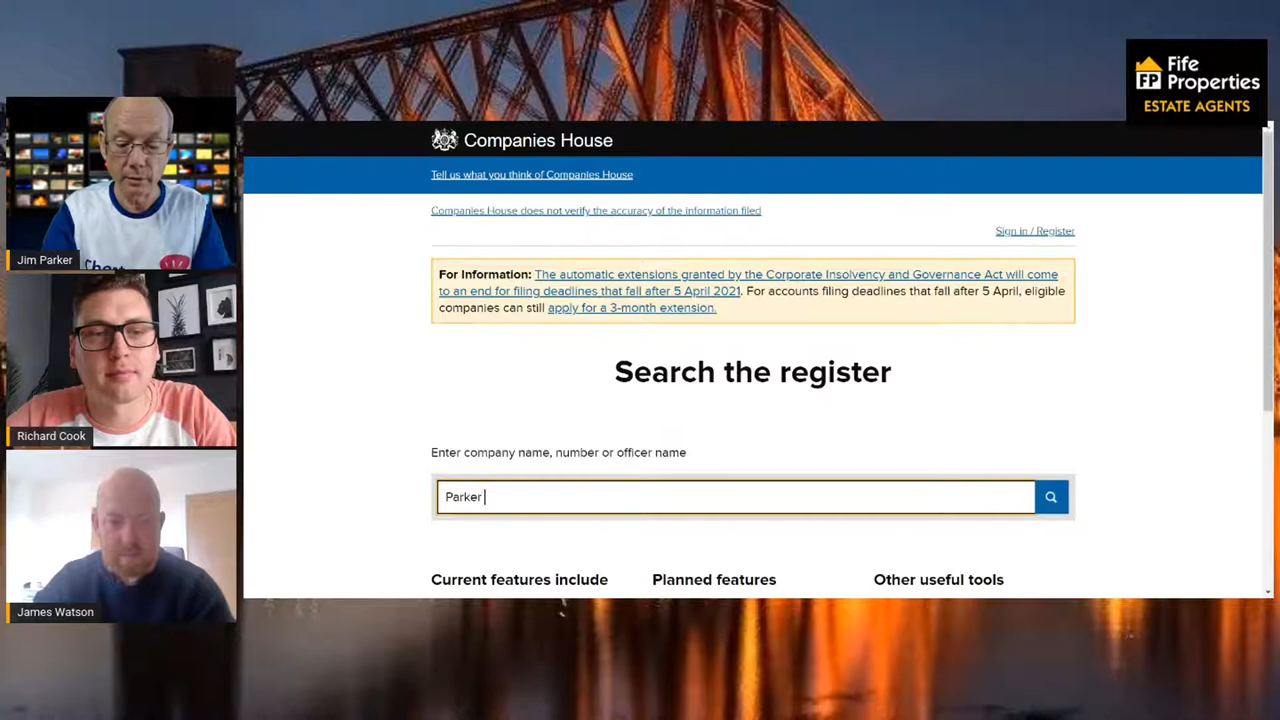 Fife
Properties
FP
ESTATE AGENTS
Companies House
Tell us what you think of Companies House
Companies House does not verify the accuracy of the information filed
Sign in / Register
For Information: The automatic extensions granted by the Corporate Insolvency and Governance Act will come
to an end for filing deadlines that fall after 5 April 2021. For accounts filing deadlines that fall after 5 April, eligible
companies can still apply for a 3-month extension.
Search the register
Enter company name, number or officer name
Parker
Current features include
Planned features
Other useful tools
Jim Parker
Richard Cook
James Watson